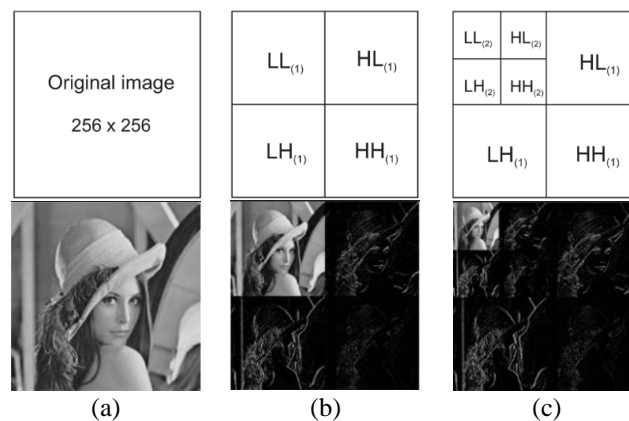 Original image
256 x 256
LL(1) HL(1)
LH(1) HH(1)
LL(2) HL(2)
LH(2) HH(2)
HL(1)
LH(1) HH(1)
(a) (b) (c)